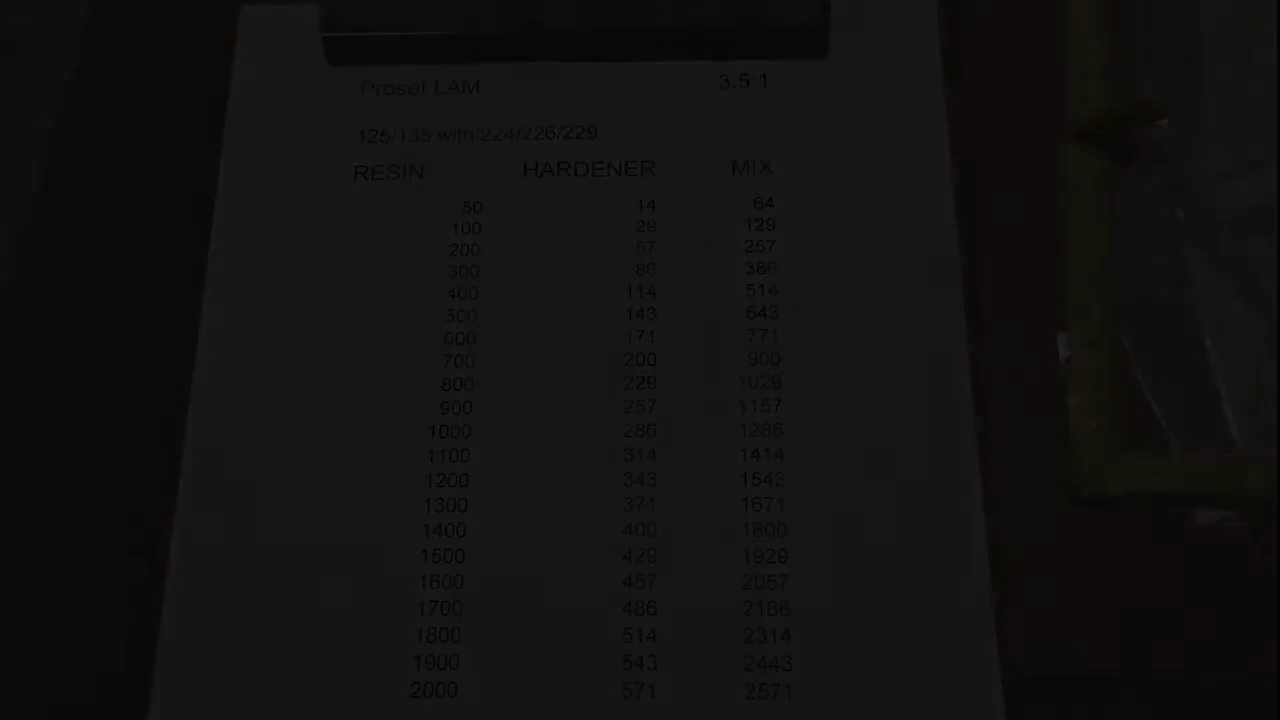 Proset LAM 3.5:1
125/135 with 224/226/229
RESIN HARDENER MIX
50 14 64
100 29 129
200 57 257
300 86 386
400 114 514
500 143 643
600 171 771
700 200 900
800 229 1029
900 257 1157
1000 286 1286
1100 314 1414
1200 343 1543
1300 371 1671
1400 400 1800
1500 429 1929
1600 457 2057
1700 486 2186
1800 514 2314
1900 543 2443
2000 571 2571